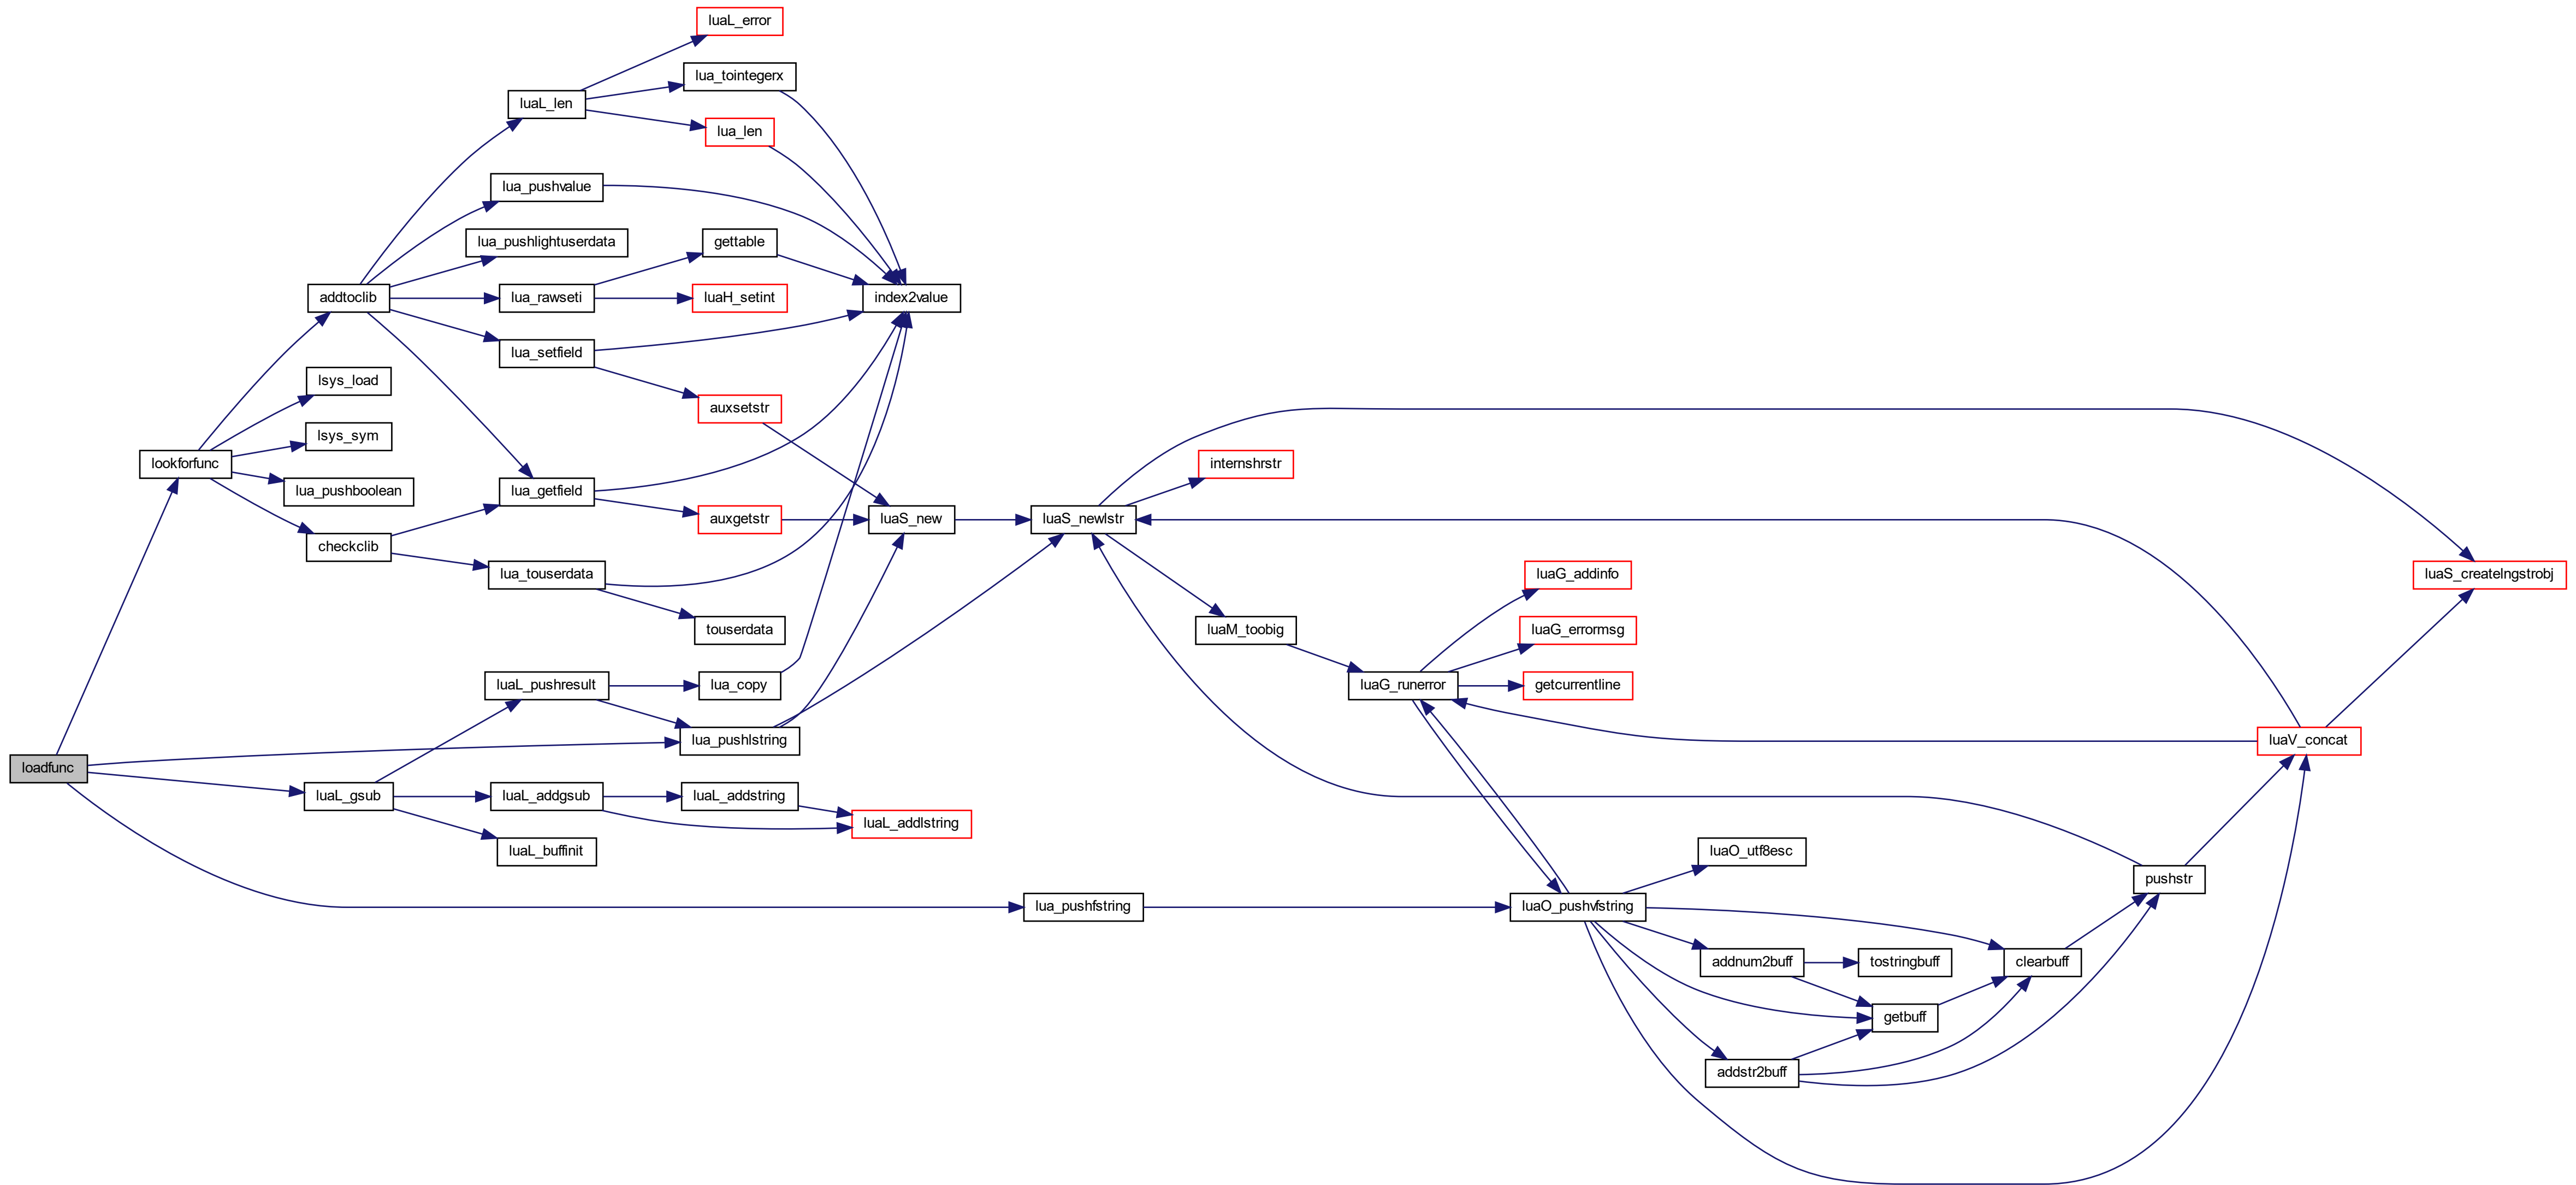 luaL_error
lua_tointegerx
luaL_len
lua_len
lua_pushvalue
lua_pushlightuserdata
gettable
addtoclib
lua_rawseti
luaH_setint
index2value
lua_setfield
lsys_load
auxsetstr
lsys_sym
lookforfunc
internshrstr
lua_pushboolean
lua_getfield
auxgetstr
luaS_new
luaS_newlstr
checkclib
lua_touserdata
luaG_addinfo
luaS_createlngstrobj
touserdata
luaM_toobig
luaG_errormsg
luaL_pushresult
lua_copy
luaG_runerror
getcurrentline
lua_pushlstring
luaV_concat
loadfunc
luaL_gsub
luaL_addgsub
luaL_addstring
luaL_addlstring
luaL_buffinit
luaO_utf8esc
pushstr
lua_pushfstring
luaO_pushvfstring
addnum2buff
tostringbuff
clearbuff
getbuff
addstr2buff